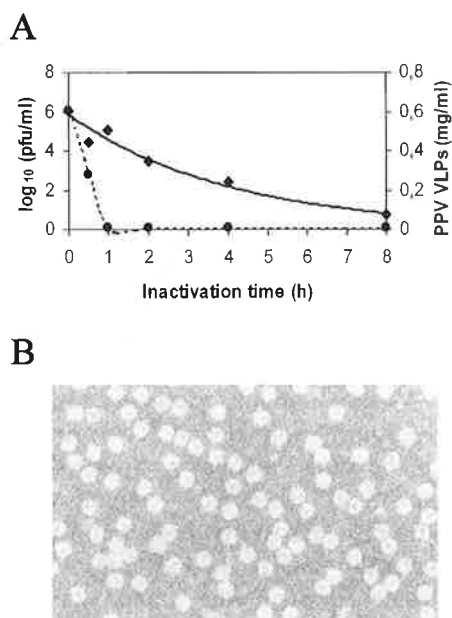 A
8
6
4
2
0
log10 (pfu/ml)
0,8
0,6
0,4
0,2
0
PPV VLPs (mg/ml)
0 1 2 3 4 5 6 7 8
Inactivation time (h)
B